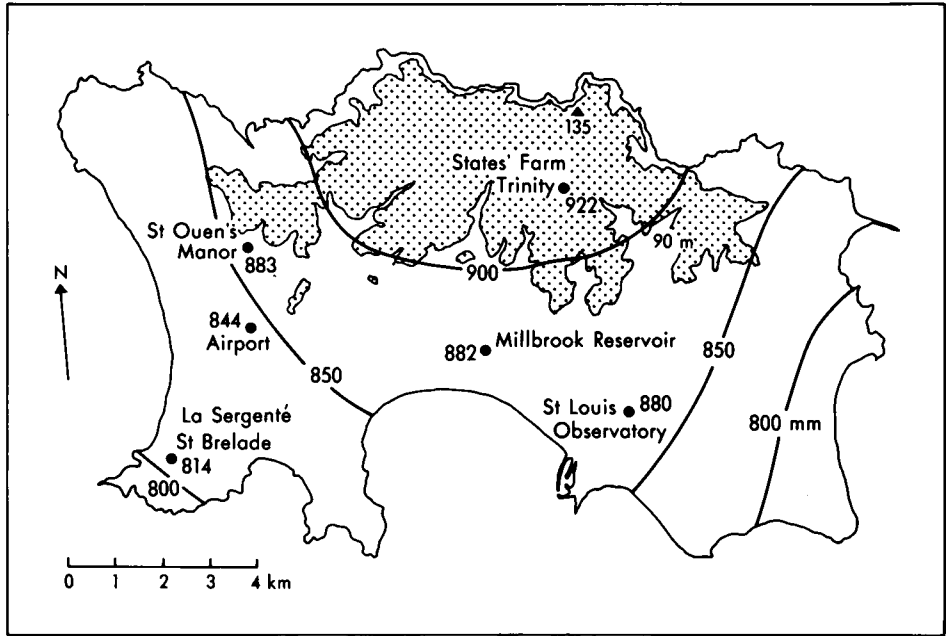 135
States' Farm
Trinity
922
St Ouen's
Manor
883
90 m
900
N
844
Airport
882
Millbrook Reservoir
850
850
La Sergenté
St Brelade
814
800
St Louis
Observatory
880
800 mm
0 1 2 3 4 km